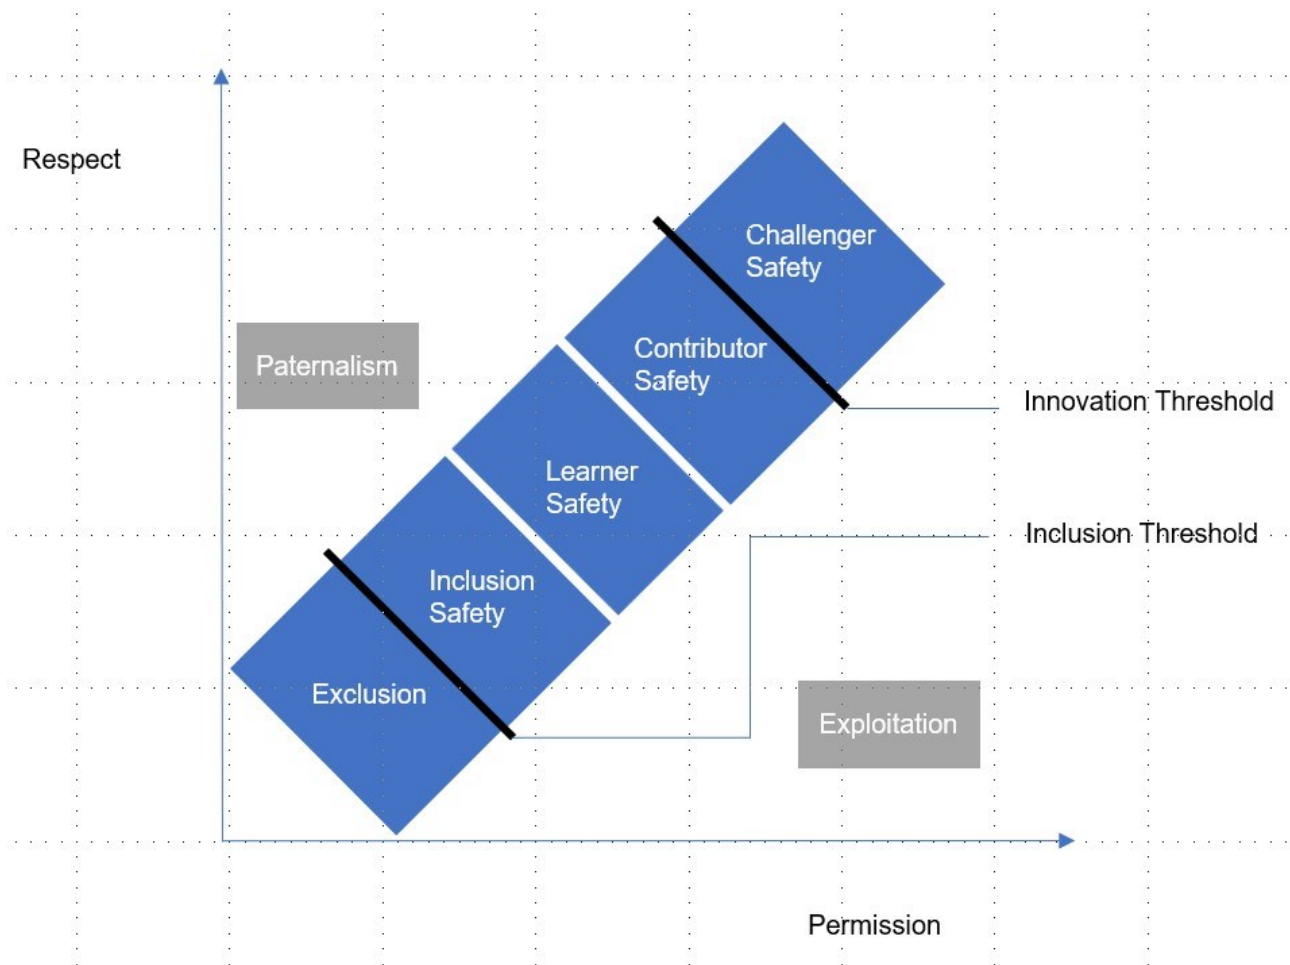 Respect
Challenger
Safety
Contributor
Safety
Paternalism
Innovation Threshold
Learner
Safety
Inclusion Threshold
Inclusion
Safety
Exclusion
Exploitation
Permission